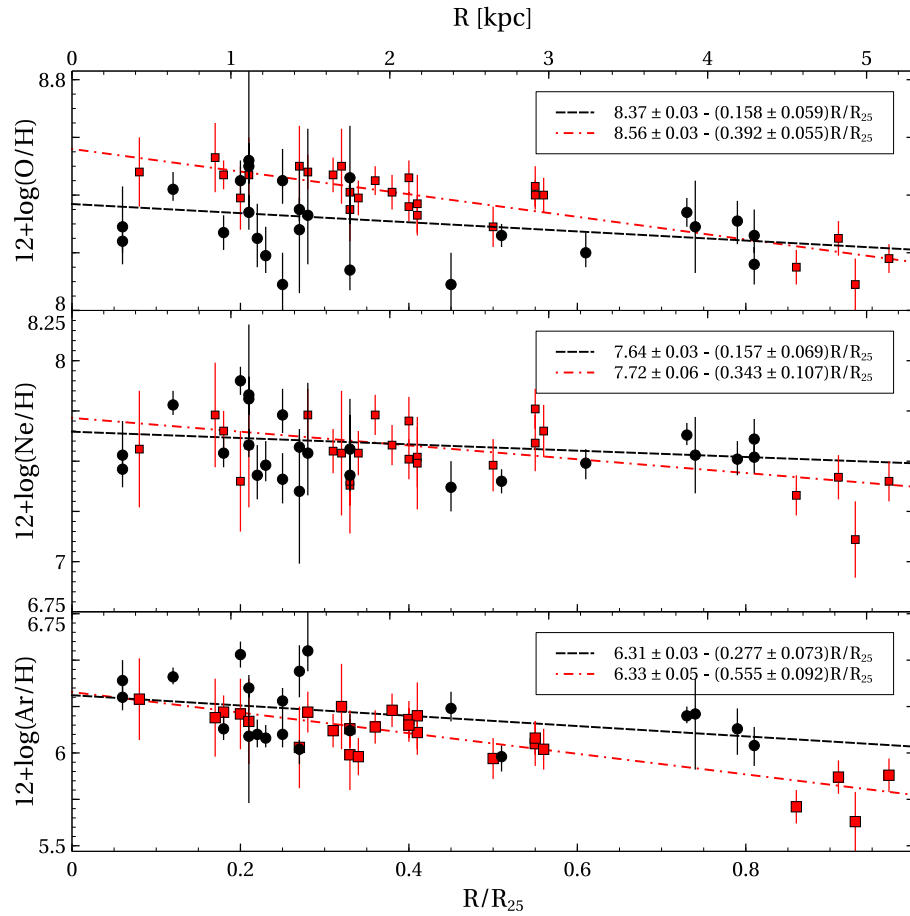 R [kpc]
0 1 2 3 4 5
8.8
8
12+log(O/H)
8.37 ± 0.03 - (0.158 ± 0.059)R/R25
8.56 ± 0.03 - (0.392 ± 0.055)R/R25
8.25
8
7
6.75
12+log(Ne/H)
7.64 ± 0.03 - (0.157 ± 0.069)R/R25
7.72 ± 0.06 - (0.343 ± 0.107)R/R25
6.75
6
5.5
12+log(Ar/H)
6.31 ± 0.03 - (0.277 ± 0.073)R/R25
6.33 ± 0.05 - (0.555 ± 0.092)R/R25
0 0.2 0.4 0.6 0.8
R/R25